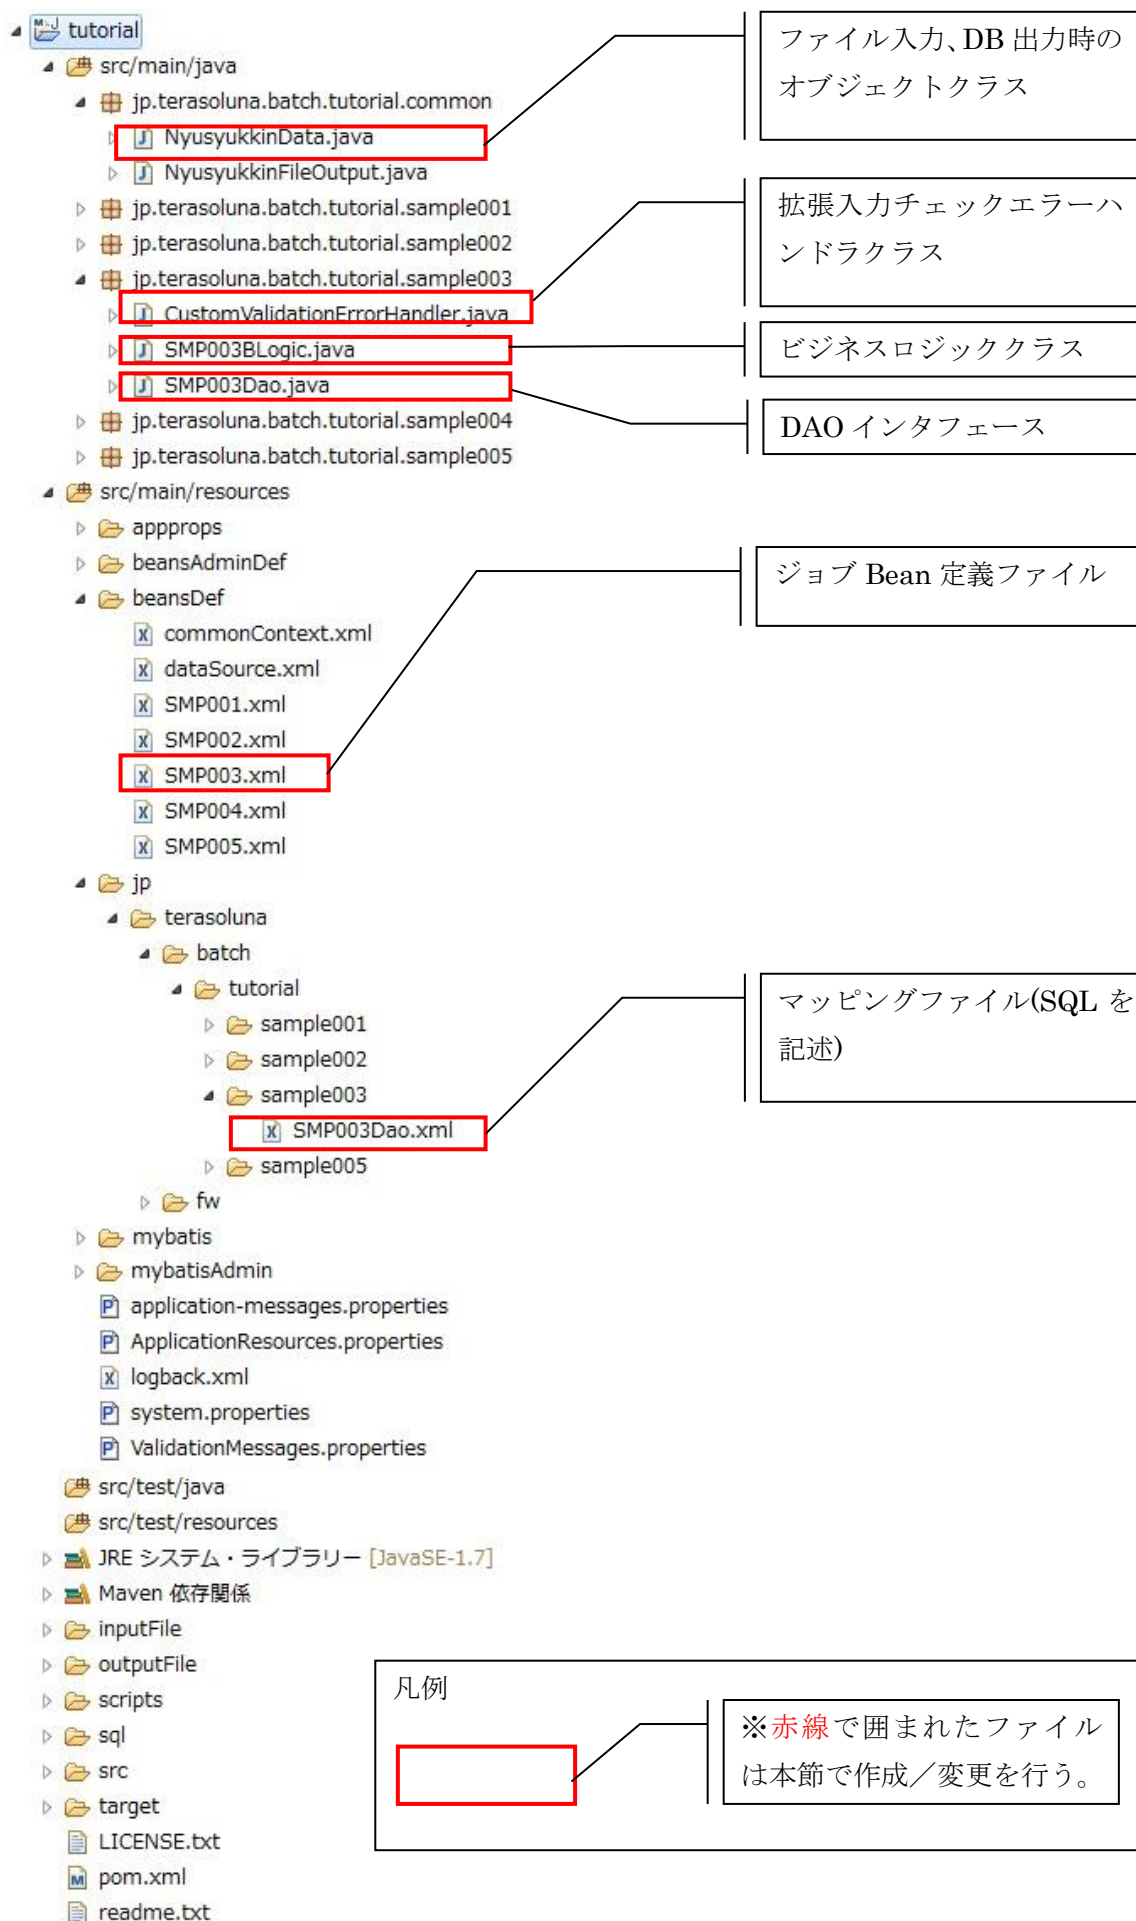 tutorial
src/main/java
jp.terasoluna.batch.tutorial.common
NyusyukkinData.java
NyusyukkinFileOutput.java
jp.terasoluna.batch.tutorial.sample001
jp.terasoluna.batch.tutorial.sample002
jp.terasoluna.batch.tutorial.sample003
CustomValidationErrorHandler.java
SMP003BLogic.java
SMP003Dao.java
jp.terasoluna.batch.tutorial.sample004
jp.terasoluna.batch.tutorial.sample005
src/main/resources
appprops
beansAdminDef
beansDef
commonContext.xml
dataSource.xml
SMP001.xml
SMP002.xml
SMP003.xml
SMP004.xml
SMP005.xml
jp
terasoluna
batch
tutorial
sample001
sample002
sample003
SMP003Dao.xml
sample005
fw
mybatis
mybatisAdmin
application-messages.properties
ApplicationResources.properties
logback.xml
system.properties
ValidationMessages.properties
src/test/java
src/test/resources
JRE システム・ライブラリー [JavaSE-1.7]
Maven 依存関係
inputFile
outputFile
scripts
sql
src
target
LICENSE.txt
pom.xml
readme.txt
ファイル入力、DB 出力時の
オブジェクトクラス
拡張入力チェックエラーハ
ンドラクラス
ビジネスロジッククラス
DAO インタフェース
ジョブ Bean 定義ファイル
マッピングファイル(SQL を
記述)
凡例
※赤線で囲まれたファイル
は本節で作成／変更を行う。